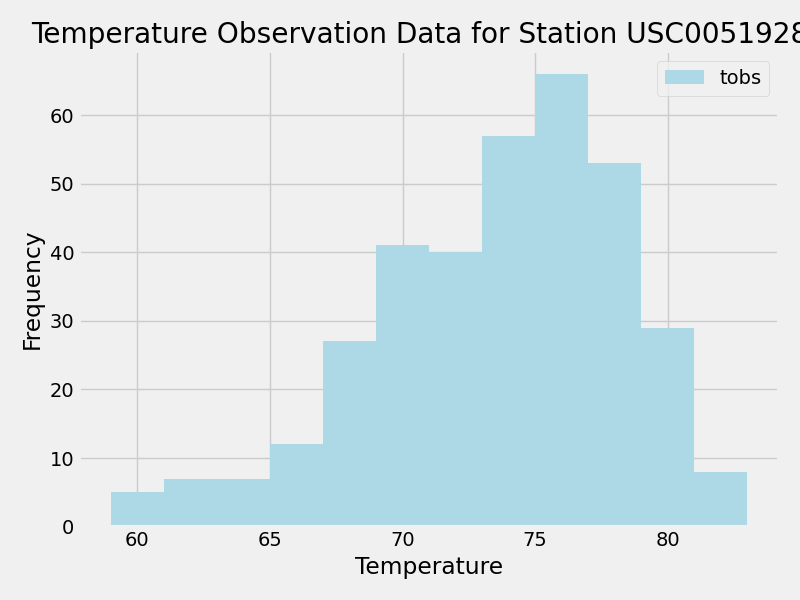 Temperature Observation Data for Station USC0051928
tobs
Frequency
60
50
40
30
20
10
0
60 65 70 75 80
Temperature